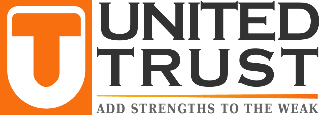 UNITED
TRUST
ADD STRENGTHS TO THE WEAK